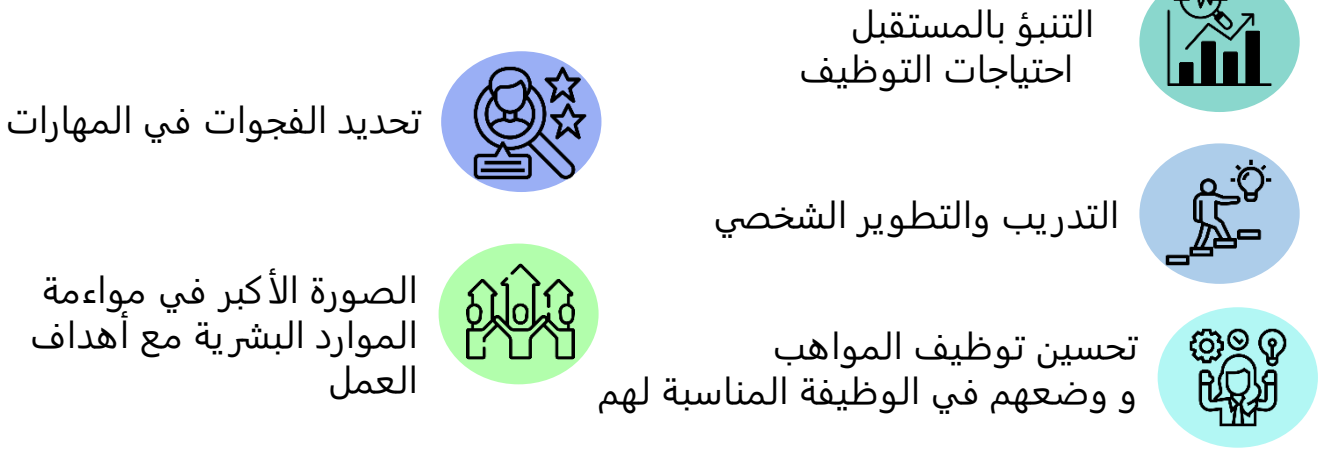 التنبؤ بالمستقبل
احتياجات التوظيف
التدريب والتطوير الشخصي
تحسين توظيف المواهب
و وضعهم في الوظيفة المناسبة لهم
تحديد الفجوات في المهارات
الصورة الأكبر في مواءمة
الموارد البشرية مع أهداف
العمل